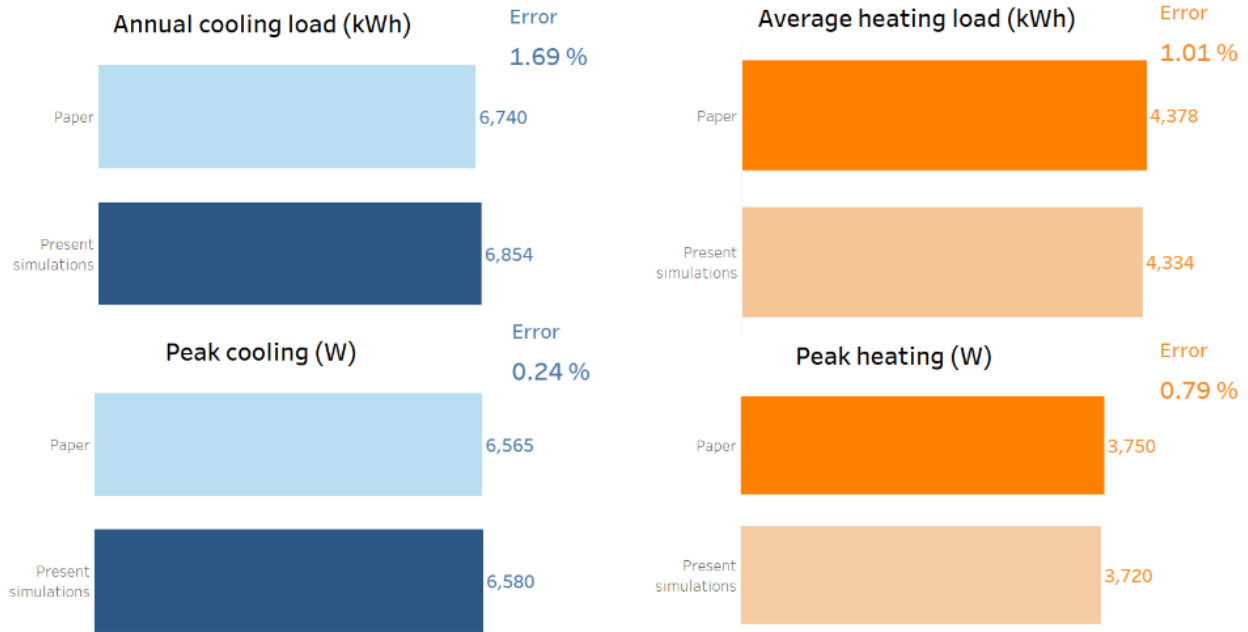 Annual cooling load (kWh)
Error
1.69 %
Paper
6,740
Present
simulations
6,854
Average heating load (kWh)
Error
1.01 %
Paper
4,378
Present
simulations
4,334
Peak cooling (W)
Error
0.24 %
Paper
6,565
Present
simulations
6,580
Peak heating (W)
Error
0.79 %
Paper
3,750
Present
simulations
3,720